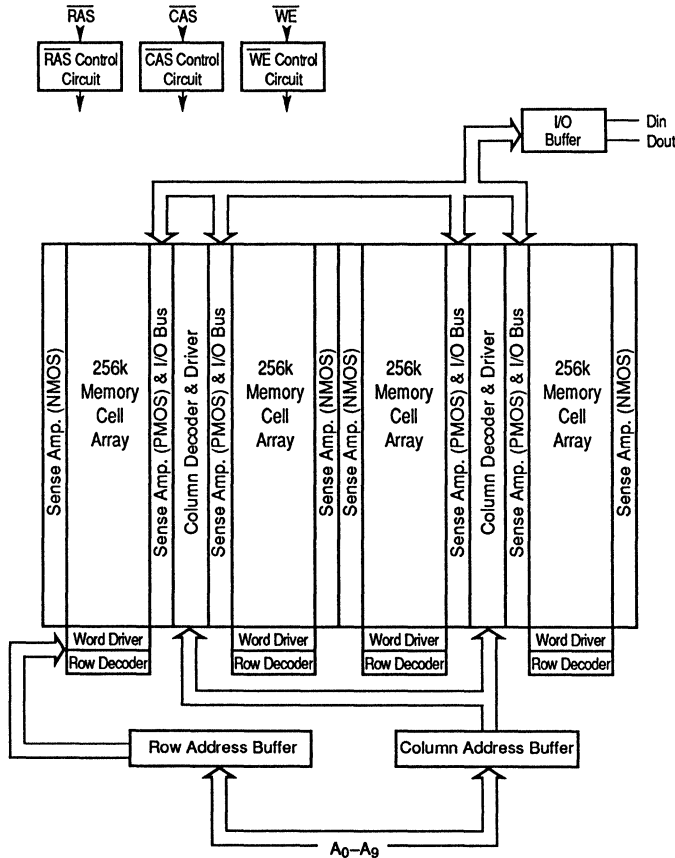 RAS CAS WE
RAS Control Circuit
CAS Control Circuit
WE Control Circuit
I/O Buffer
Din
Dout
Sense Amp. (NMOS)
256k Memory Cell Array
Sense Amp. (PMOS) & I/O Bus
Column Decoder & Driver
Sense Amp. (PMOS) & I/O Bus
256k Memory Cell Array
Sense Amp. (NMOS)
Sense Amp. (NMOS)
256k Memory Cell Array
Sense Amp. (PMOS) & I/O Bus
Column Decoder & Driver
Sense Amp. (PMOS) & I/O Bus
256k Memory Cell Array
Sense Amp. (NMOS)
Word Driver
Row Decoder
Word Driver
Row Decoder
Word Driver
Row Decoder
Word Driver
Row Decoder
Row Address Buffer
Column Address Buffer
A0–A9